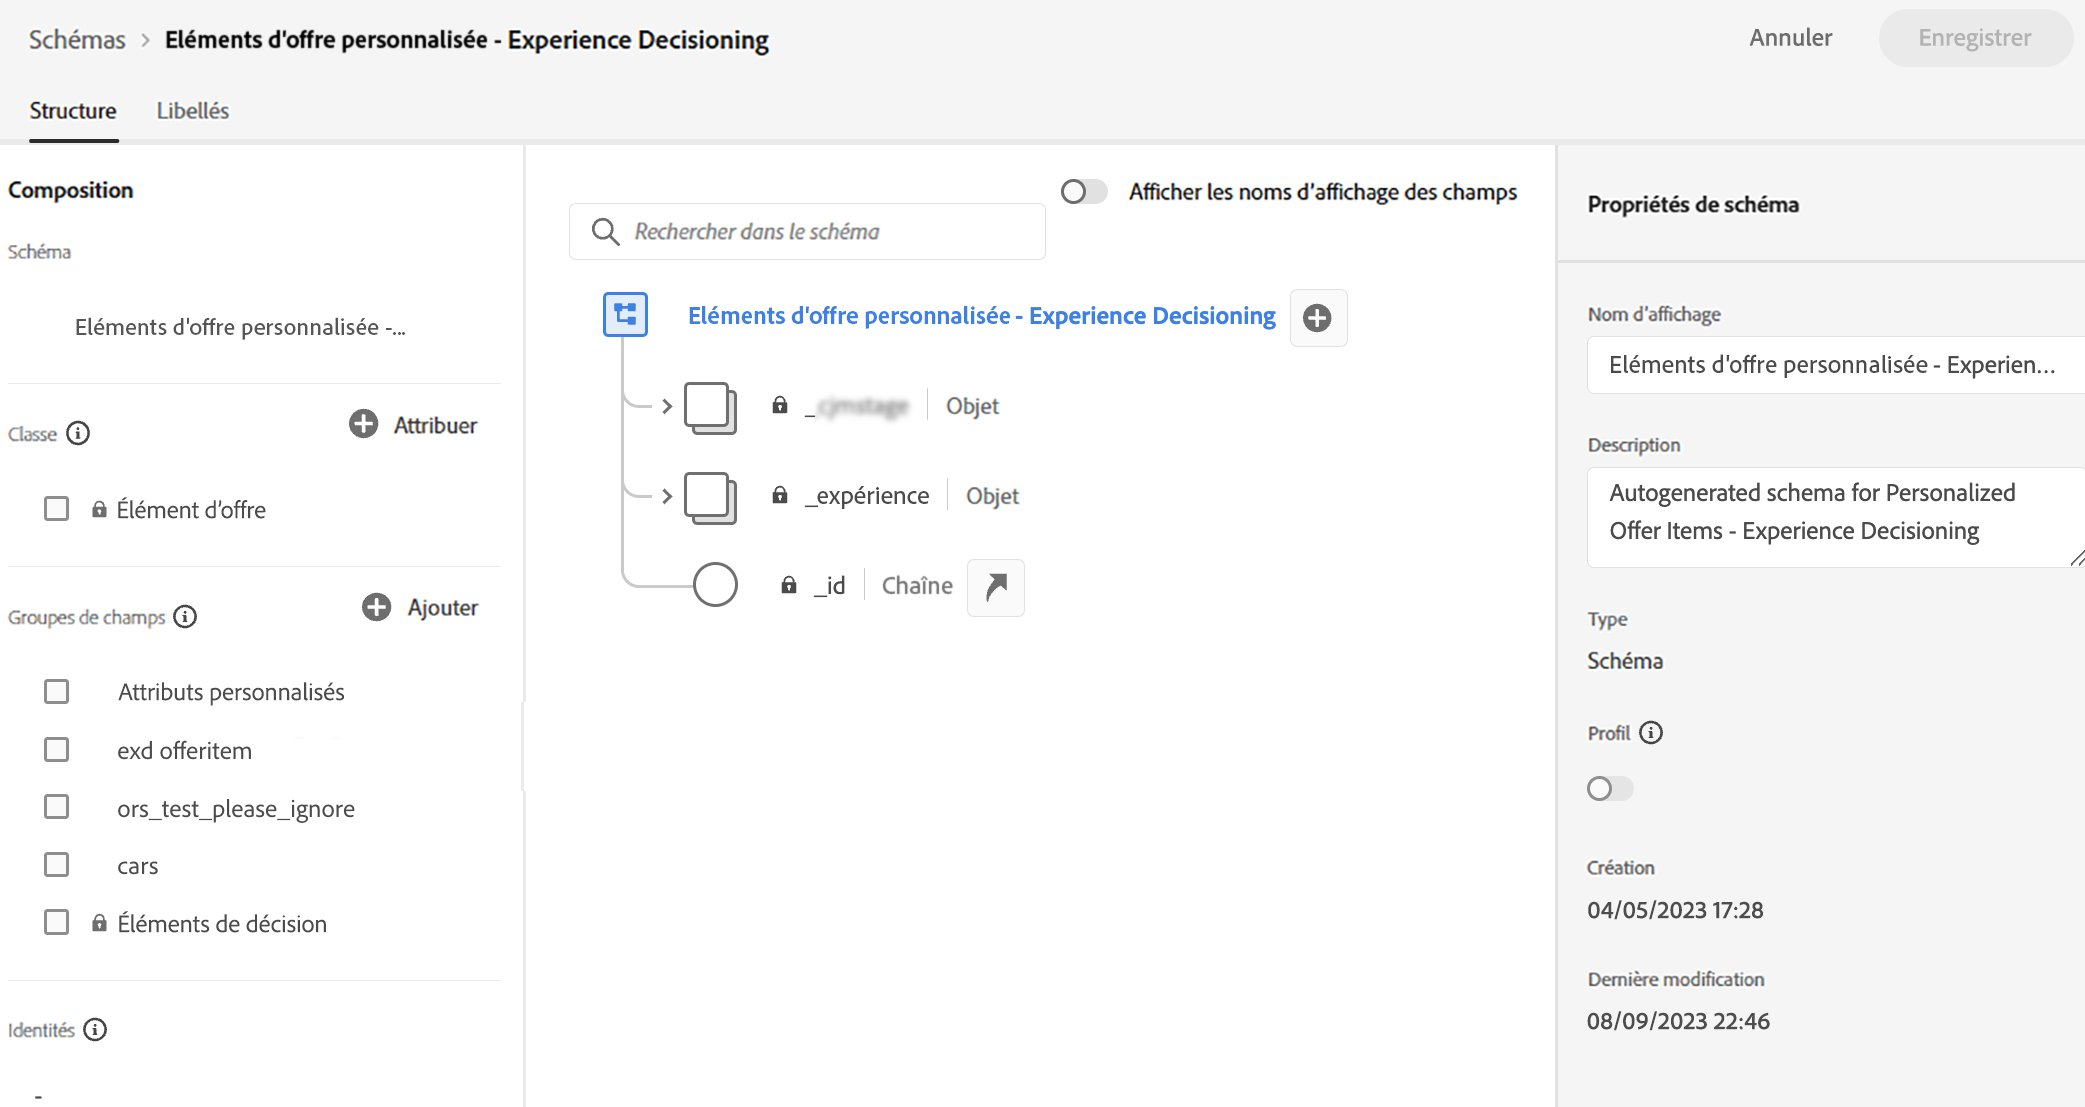 Schémas > Eléments d'offre personnalisée - Experience Decisioning
Annuler
Enregistrer
Structure
Libellés
Composition
Schéma
Eléments d'offre personnalisée -...
Classe
Attribuer
Élément d’offre
Groupes de champs
Ajouter
Attributs personnalisés
exd offeritem
ors_test_please_ignore
cars
Éléments de décision
Identités
-
Afficher les noms d’affichage des champs
Rechercher dans le schéma
Eléments d'offre personnalisée - Experience Decisioning
_ Objet
_expérience Objet
_id Chaîne
Propriétés de schéma
Nom d’affichage
Eléments d'offre personnalisée - Experien...
Description
Autogenerated schema for Personalized
Offer Items - Experience Decisioning
Type
Schéma
Profil
Création
04/05/2023 17:28
Dernière modification
08/09/2023 22:46